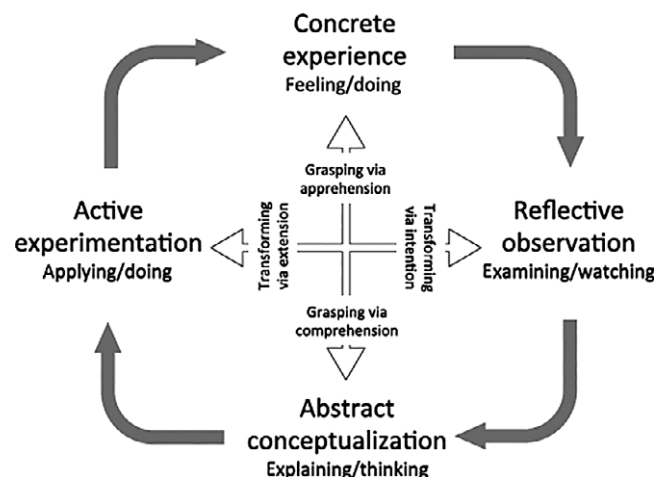 Concrete
experience
Feeling/doing
Grasping via
apprehension
Active
experimentation
Applying/doing
Transforming
via extension
Transforming
via intention
Reflective
observation
Examining/watching
Grasping via
comprehension
Abstract
conceptualization
Explaining/thinking